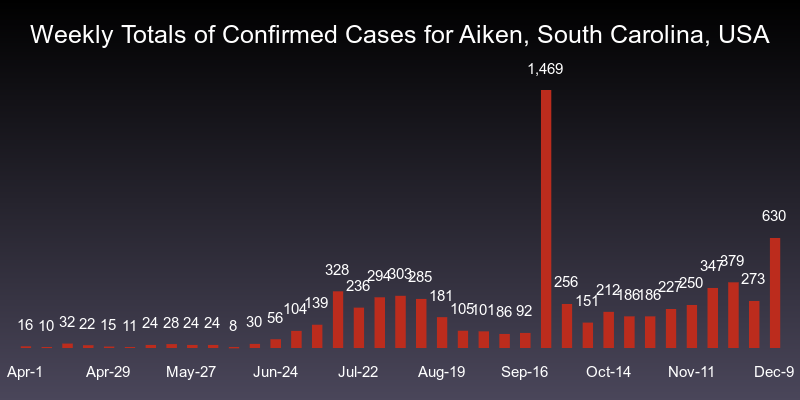 Weekly Totals of Confirmed Cases for Aiken, South Carolina, USA
1,469
630
328 236 294 303 285 181 105 101 86 92 256 151 212 186 186 227 250 347 379 273
16 10 32 22 15 11 24 28 24 24 8 30 56 104 139
Apr-1 Apr-29 May-27 Jun-24 Jul-22 Aug-19 Sep-16 Oct-14 Nov-11 Dec-9